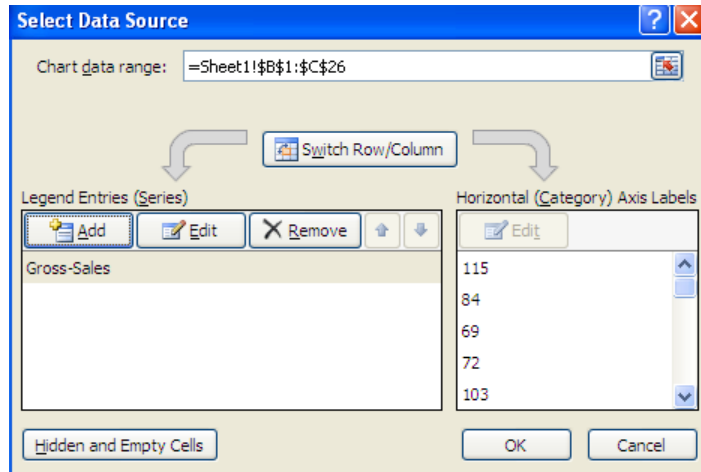 Select Data Source
Chart data range: =Sheet1!$B$1:$C$26
Switch Row/Column
Legend Entries (Series)
Horizontal (Category) Axis Labels
Add Edit Remove
Edit
Gross-Sales
115
84
69
72
103
Hidden and Empty Cells
OK Cancel